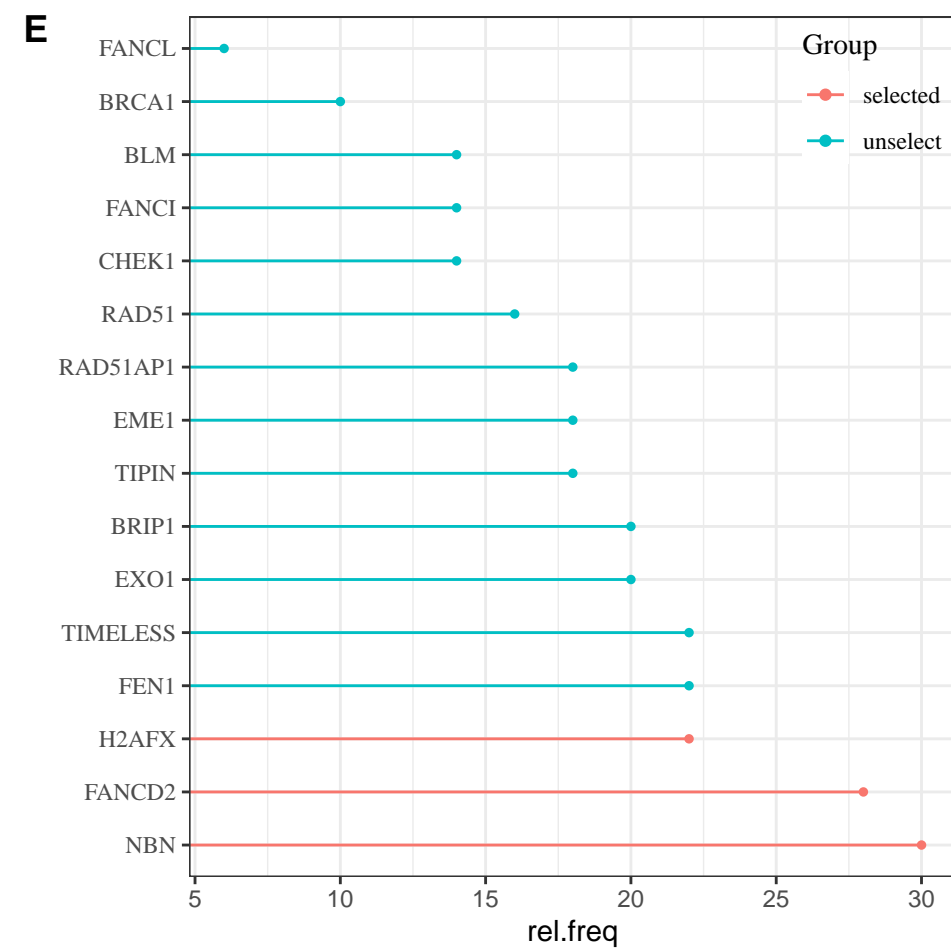 E
Group
selected
unselect
FANCL
BRCA1
BLM
FANCI
CHEK1
RAD51
RAD51AP1
EME1
TIPIN
BRIP1
EXO1
TIMELESS
FEN1
H2AFX
FANCD2
NBN
5 10 15 20 25 30
rel.freq